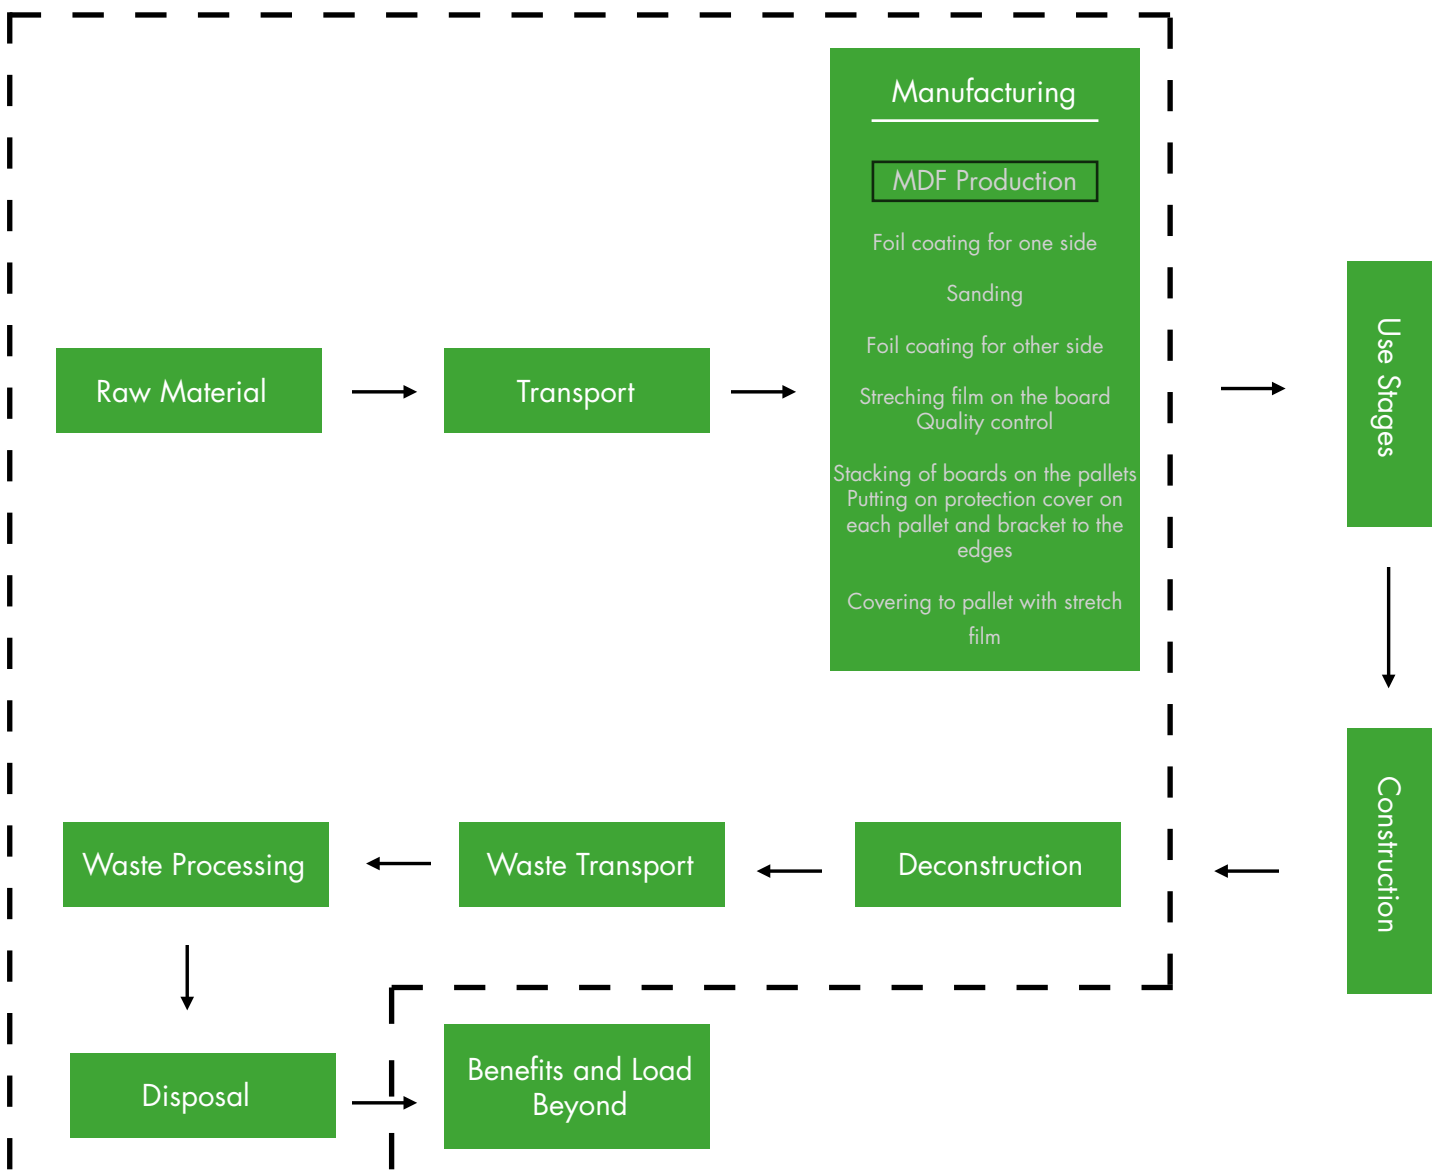 Manufacturing
MDF Production
Foil coating for one side
Sanding
Foil coating for other side
Streching film on the board
Quality control
Stacking of boards on the pallets
Putting on protection cover on
each pallet and bracket to the
edges
Covering to pallet with stretch
film
Raw Material
Transport
Use Stages
Construction
Deconstruction
Waste Transport
Waste Processing
Disposal
Benefits and Load
Beyond